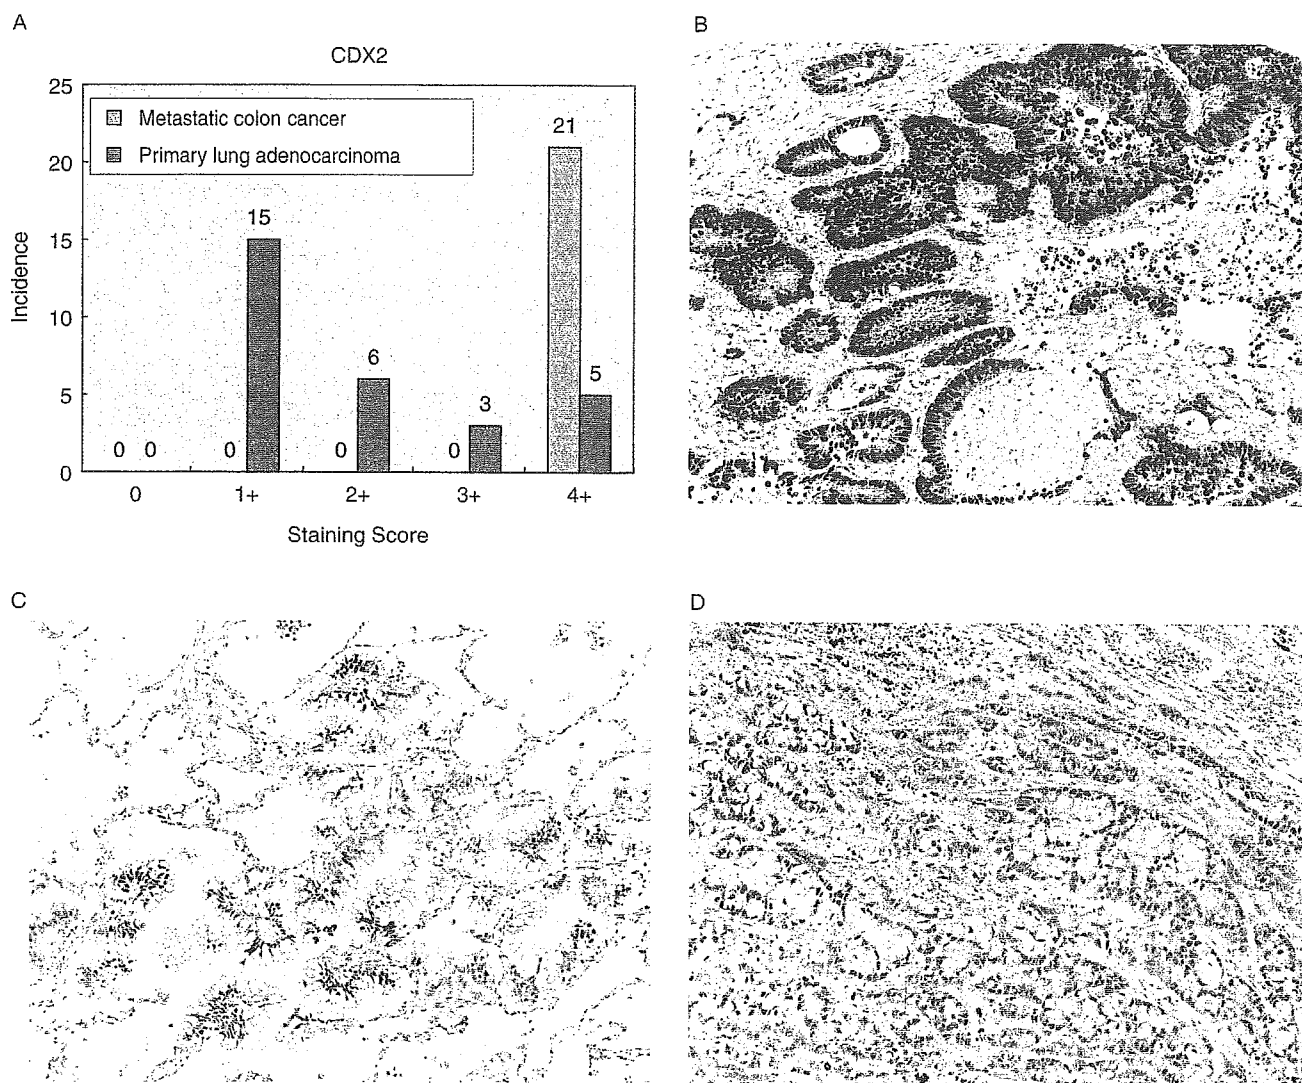 A
CDX2
25
20
15
10
5
0
Incidence
Metastatic colon cancer
Primary lung adenocarcinoma
0 0
0 15
0 6
0 3
21 5
0 1+ 2+ 3+ 4+
Staining Score
B
C
D